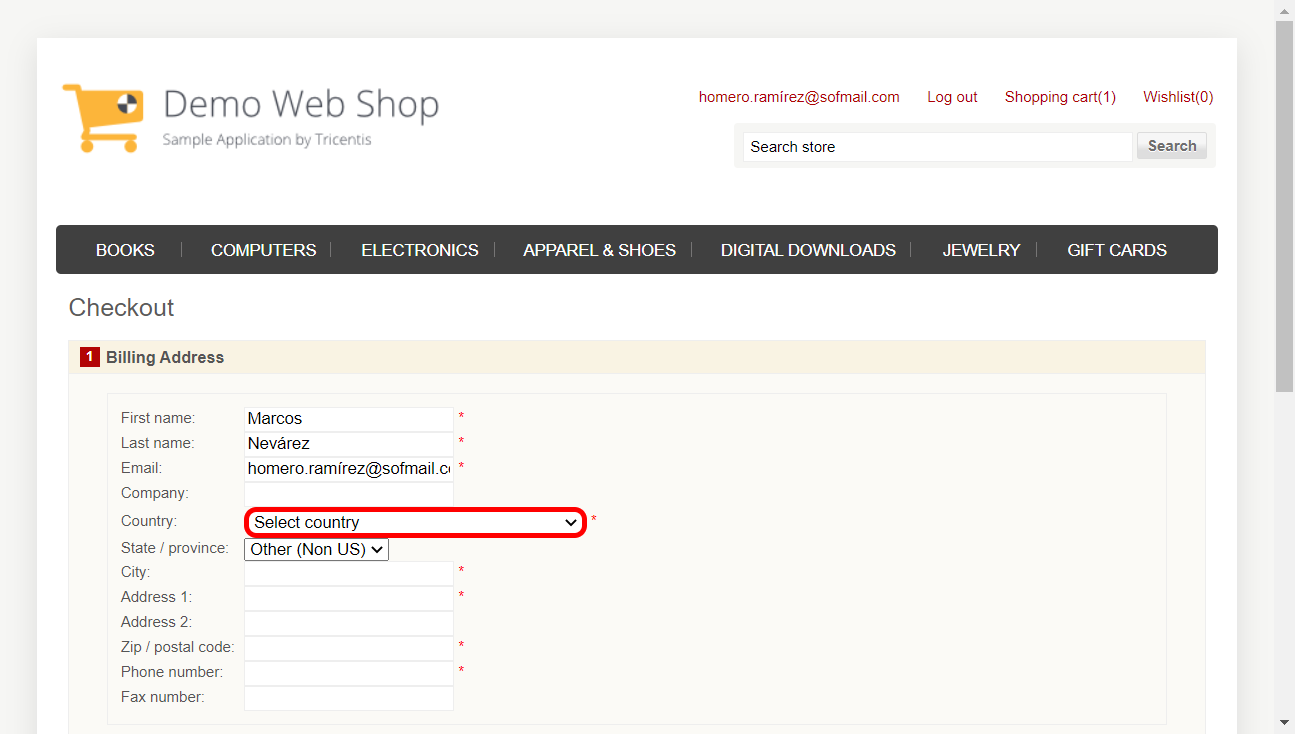 Demo Web Shop
Sample Application by Tricentis
homero.ramírez@sofmail.com Log out Shopping cart(1) Wishlist(0)
Search store Search
BOOKS COMPUTERS ELECTRONICS APPAREL & SHOES DIGITAL DOWNLOADS JEWELRY GIFT CARDS
Checkout
1 Billing Address
First name: Marcos *
Last name: Nevárez *
Email: homero.ramírez@sofmail.c *
Company:
Country: Select country *
State / province: Other (Non US)
City: *
Address 1: *
Address 2:
Zip / postal code: *
Phone number: *
Fax number: